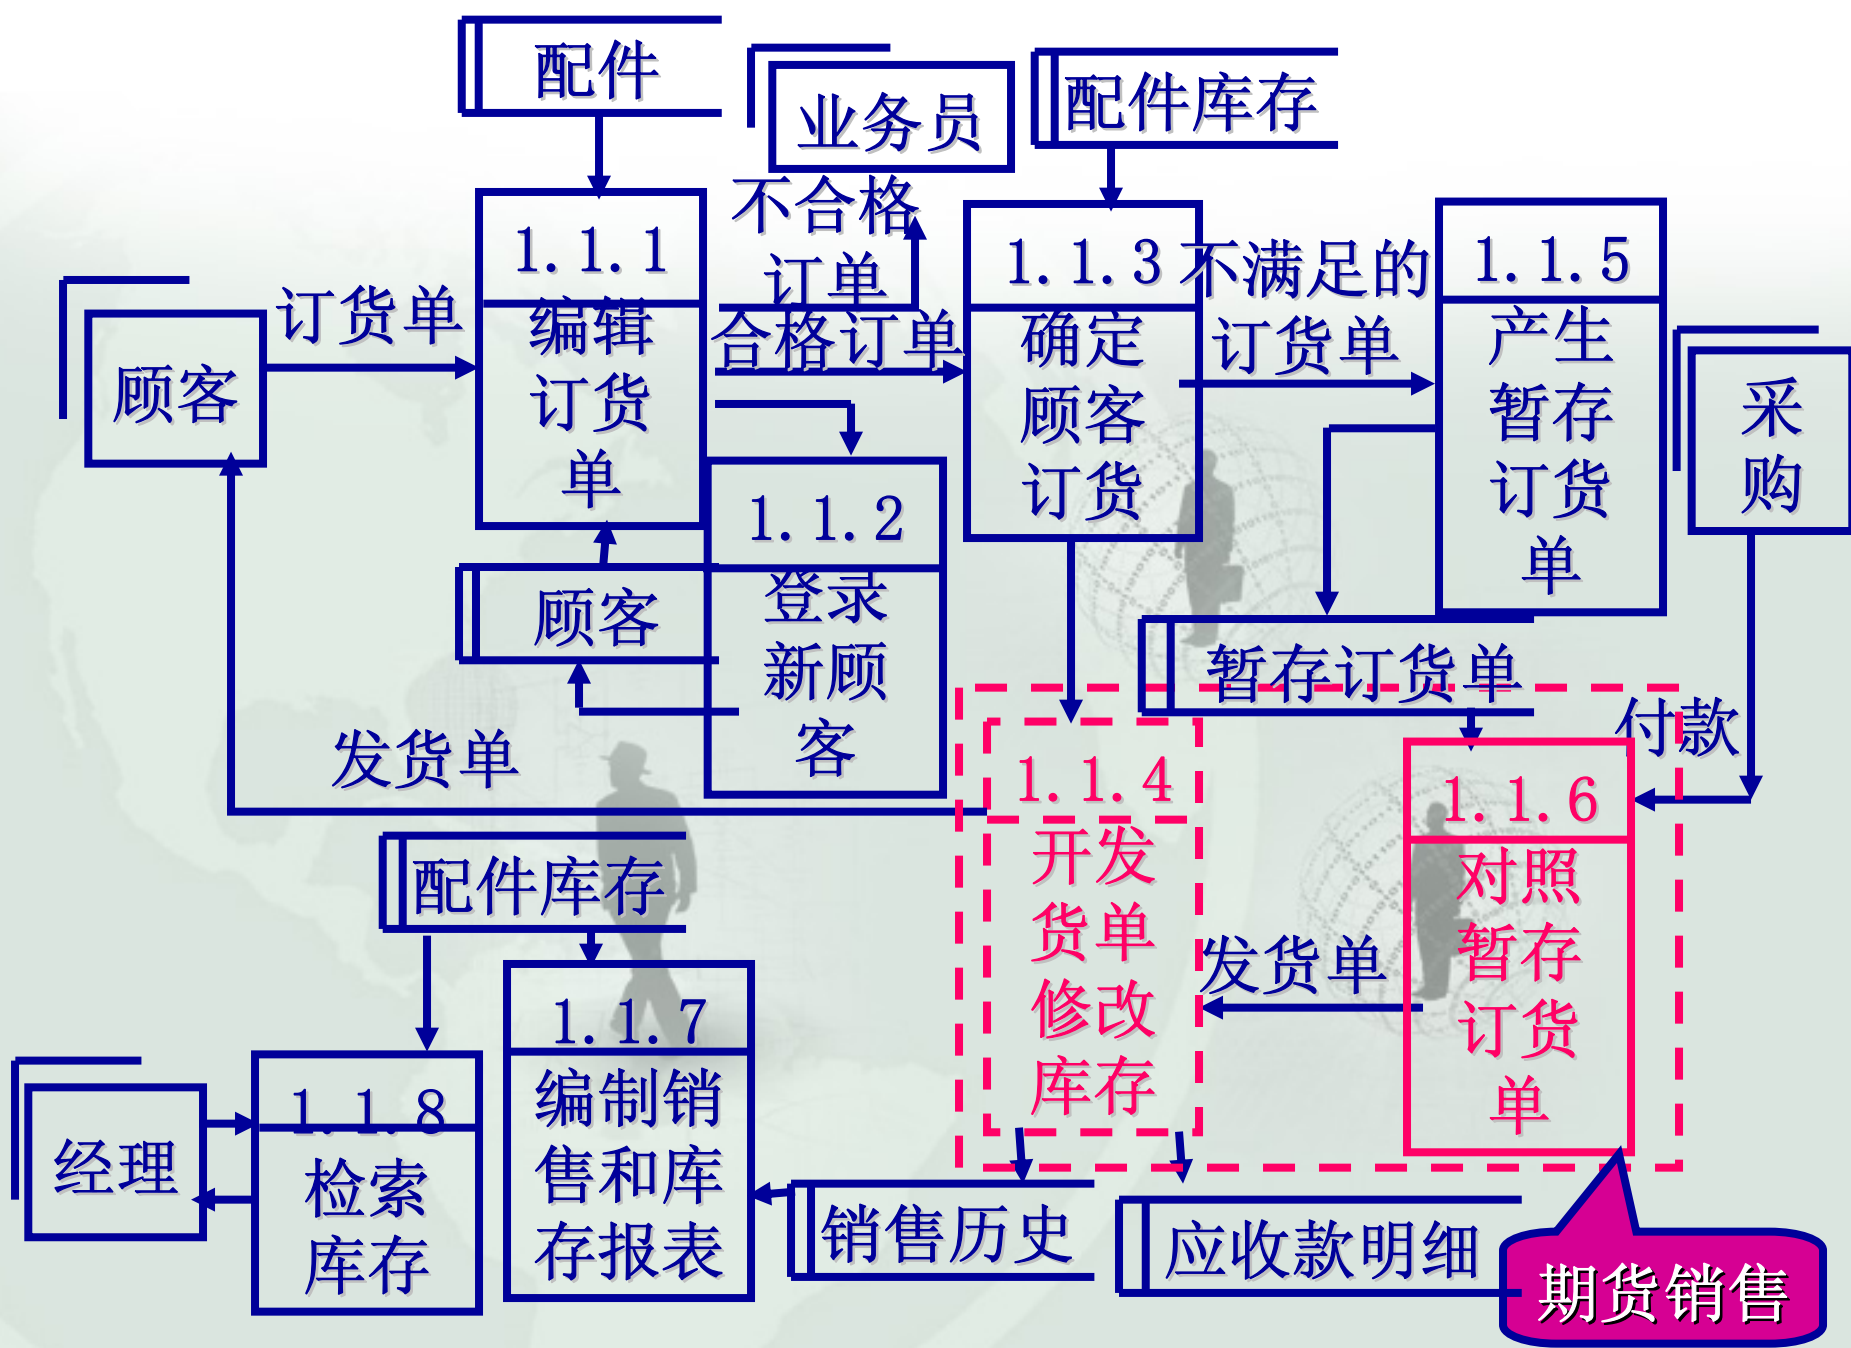 配件
业务员
配件库存
1.1.1
编辑
订货
单
不合格
订单
合格订单
1.1.3
确定
顾客
订货
不满足的
订货单
1.1.5
产生
暂存
订货
单
采
购
顾客
订货单
1.1.2
登录
新顾
客
顾客
暂存订货单
付款
发货单
1.1.4
开发
货单
修改
库存
1.1.6
对照
暂存
订货
单
发货单
配件库存
1.1.7
编制销
售和库
存报表
1.1.8
检索
库存
经理
销售历史
应收款明细
期货销售